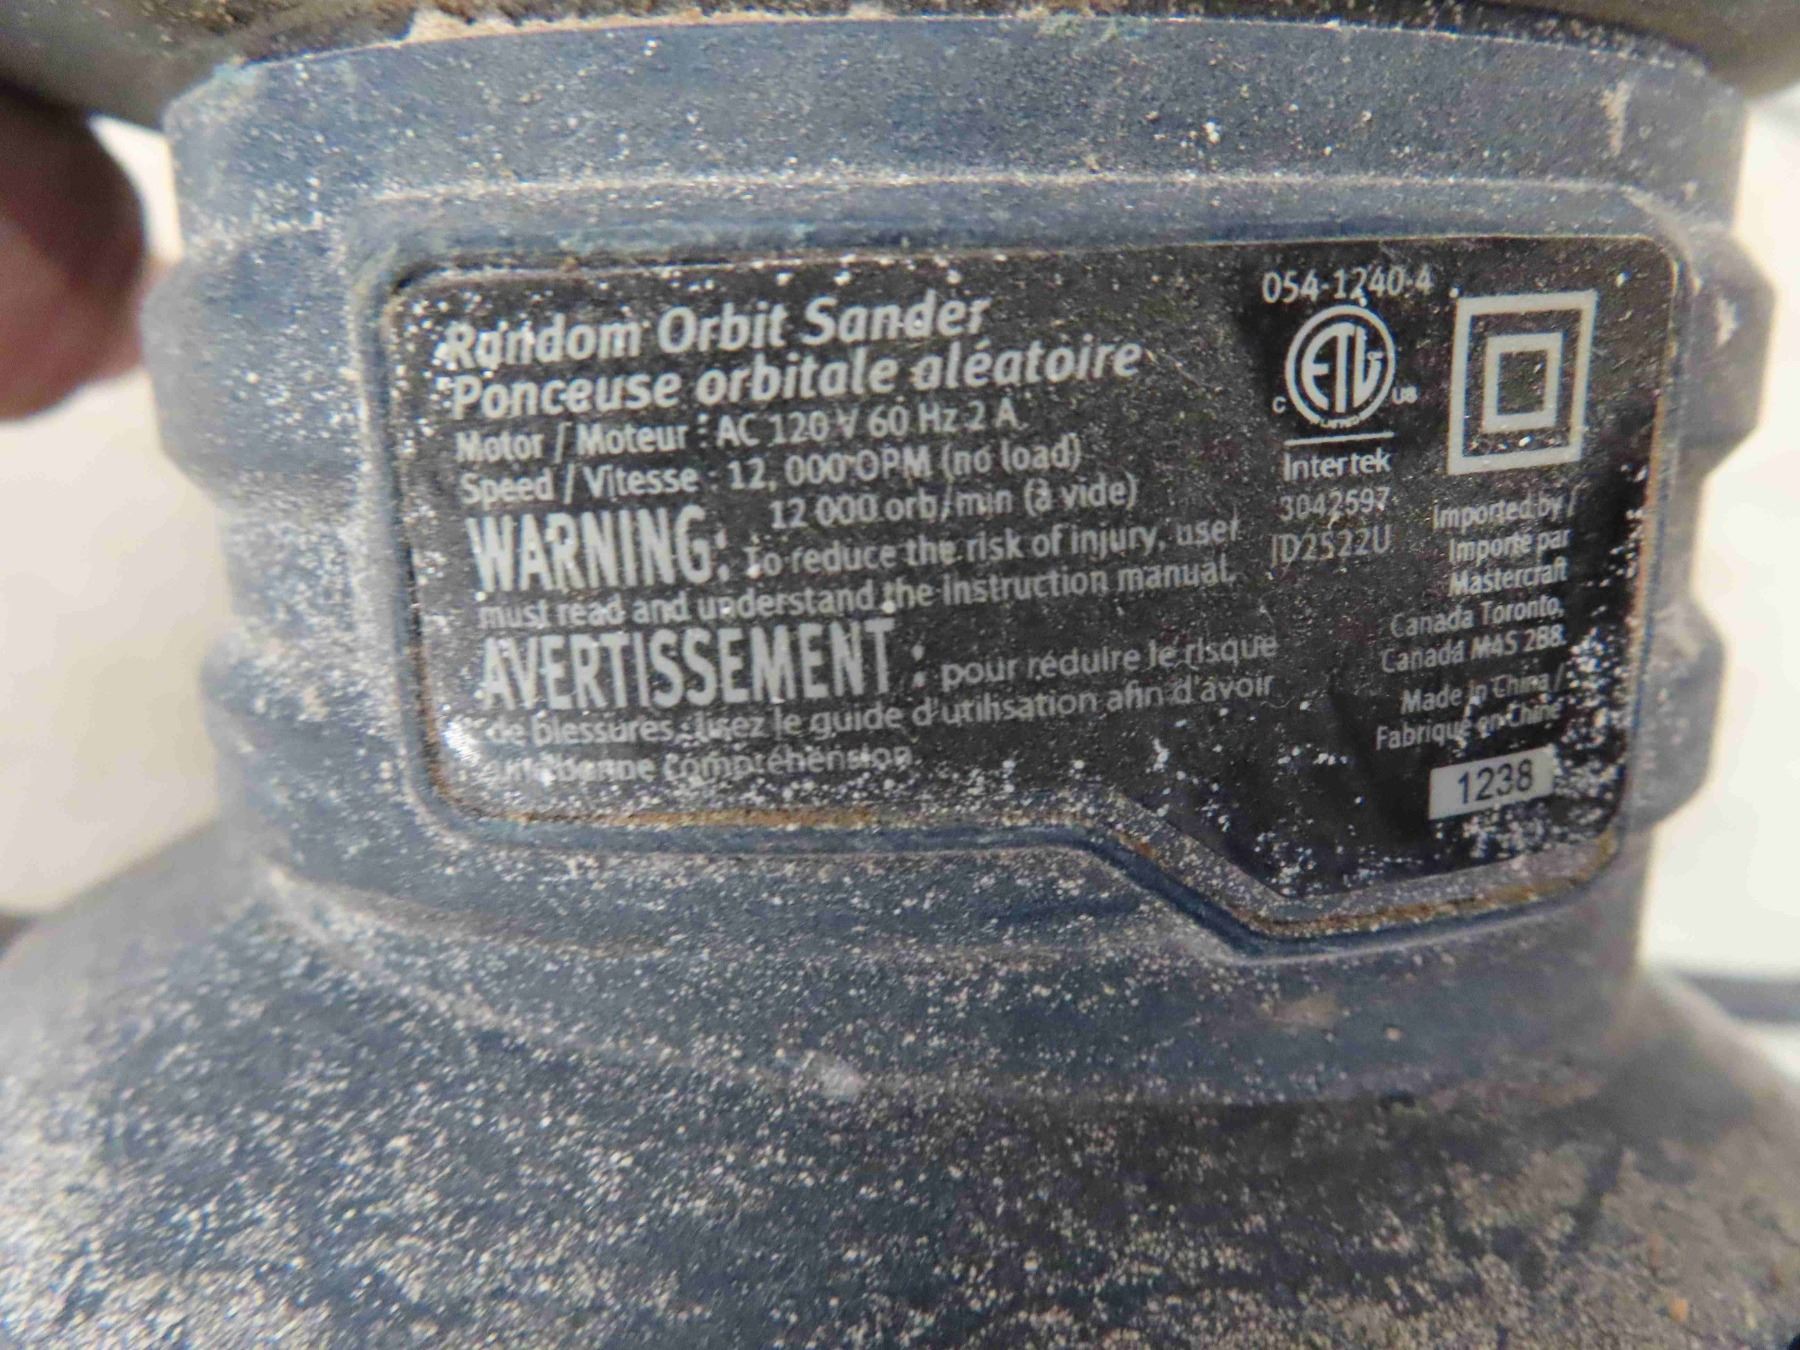 Random Orbit Sander
Ponceuse orbitale aléatoire
Motor / Moteur : AC 120 V 60 Hz 2 A
Speed / Vitesse : 12, 000 OPM (no load)
12 000 orb/min (à vide)
WARNING: To reduce the risk of injury, user
must read and understand the instruction manual.
AVERTISSEMENT : pour réduire le risque
de blessures, lisez le guide d'utilisation afin d'avoir
bonne compréhension.
054-1240-4
ETL
C US
LISTED
Intertek
3042597
JD2522U
Imported by /
Importé par
Mastercraft
Canada Toronto,
Canada M4S 2B8
Made in China /
Fabriqué en Chine
1238